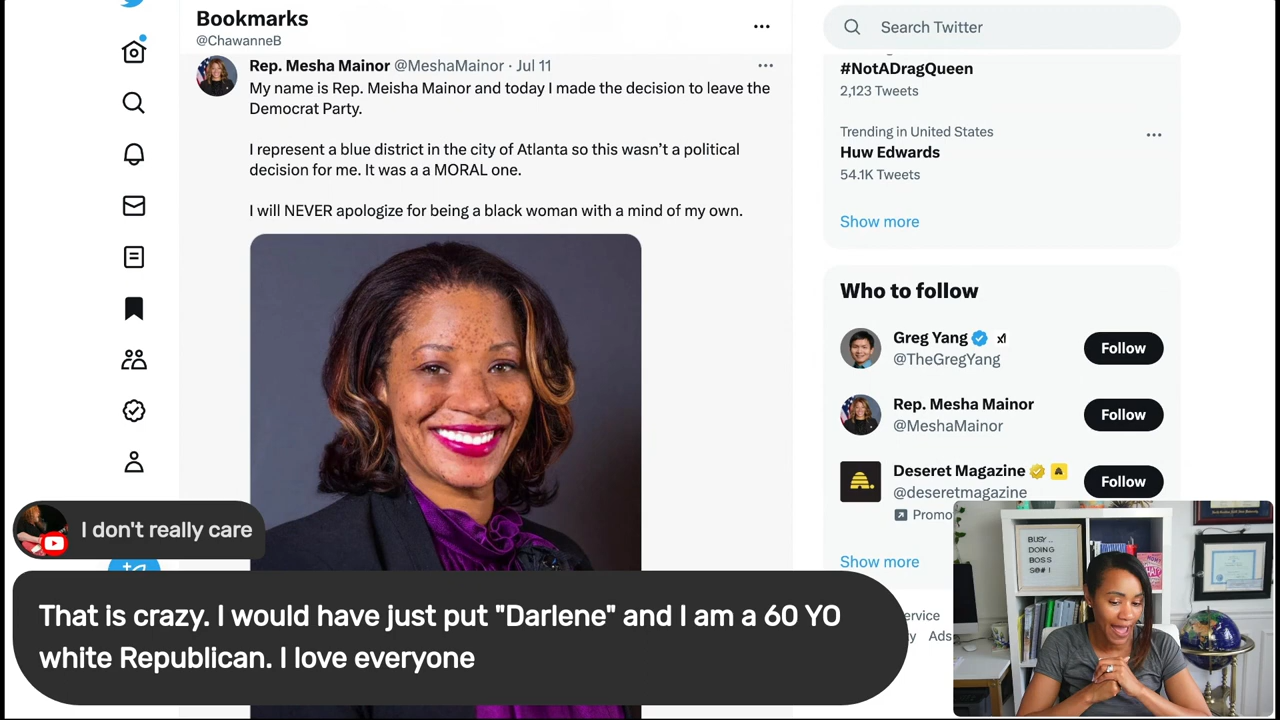 Bookmarks
@ChawanneB
Rep. Mesha Mainor @MeshaMainor · Jul 11
My name is Rep. Meisha Mainor and today I made the decision to leave the
Democrat Party.
I represent a blue district in the city of Atlanta so this wasn't a political
decision for me. It was a a MORAL one.
I will NEVER apologize for being a black woman with a mind of my own.
Search Twitter
#NotADragQueen
2,123 Tweets
Trending in United States
Huw Edwards
54.1K Tweets
Show more
Who to follow
Greg Yang
@TheGregYang
Follow
Rep. Mesha Mainor
@MeshaMainor
Follow
Deseret Magazine
@deseretmagazine
Follow
Promo
Show more
ervice
Ads
I don't really care
That is crazy. I would have just put "Darlene" and I am a 60 YO
white Republican. I love everyone
BUSY...
DOING
BOSS
S@# !